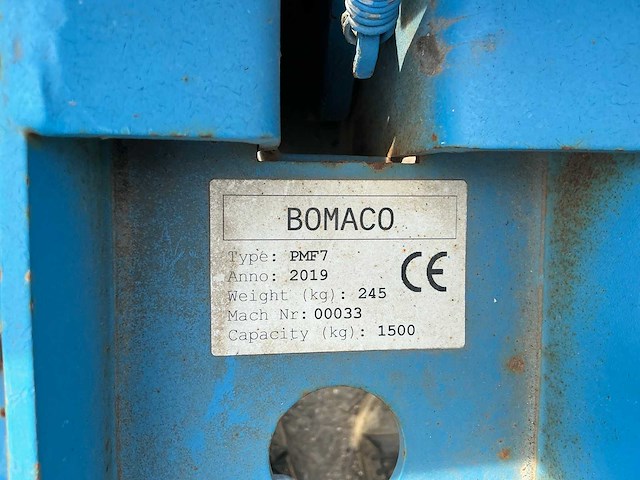 BOMACO
Type: PMF7
Anno: 2019
Weight (kg): 245
Mach Nr: 00033
Capacity (kg): 1500
CE